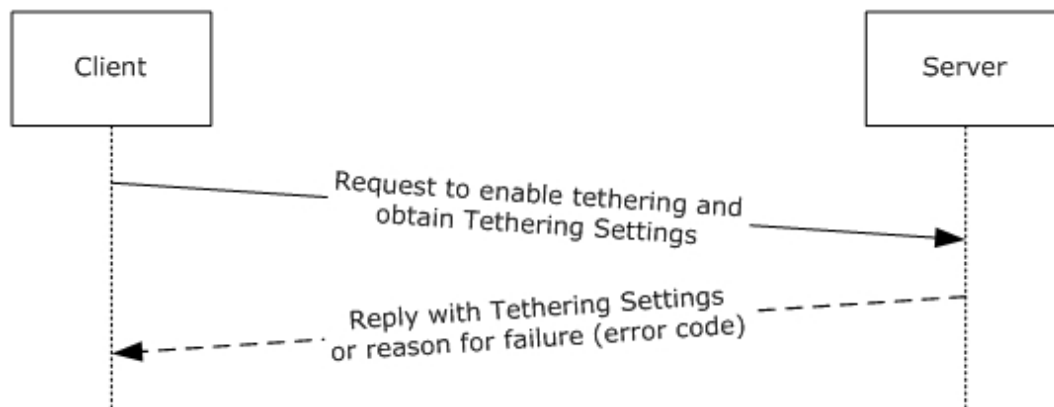 Client
Server
Request to enable tethering and
obtain Tethering Settings
Reply with Tethering Settings
or reason for failure (error code)